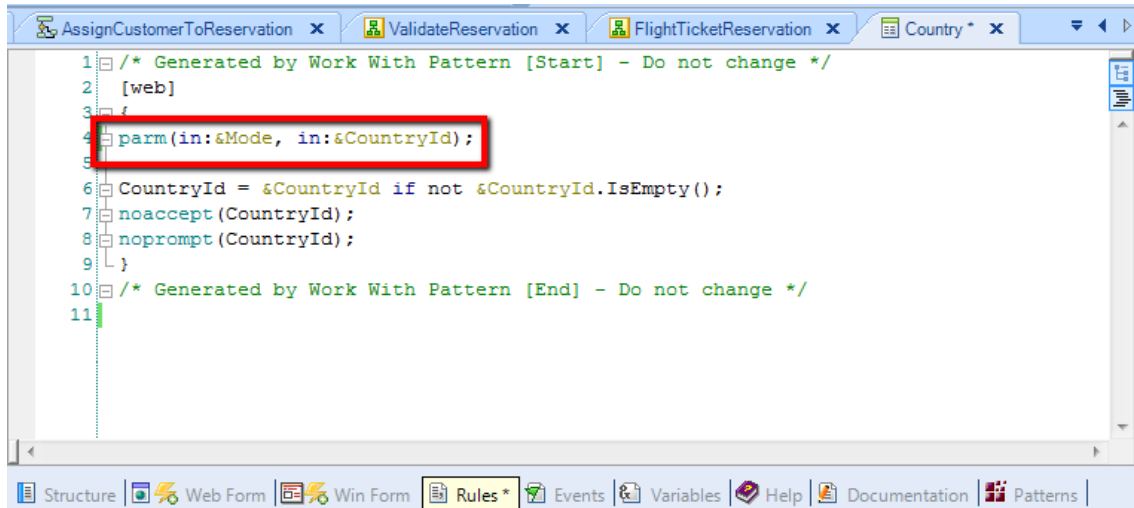 AssignCustomerToReservation x ValidateReservation x FlightTicketReservation x Country * x
1 /* Generated by Work With Pattern [Start] - Do not change */
2 [web]
3 {
4 parm(in:&Mode, in:&CountryId);
5
6 CountryId = &CountryId if not &CountryId.IsEmpty();
7 noaccept(CountryId);
8 noprompt(CountryId);
9 }
10 /* Generated by Work With Pattern [End] - Do not change */
11
Structure Web Form Win Form Rules * Events Variables Help Documentation Patterns